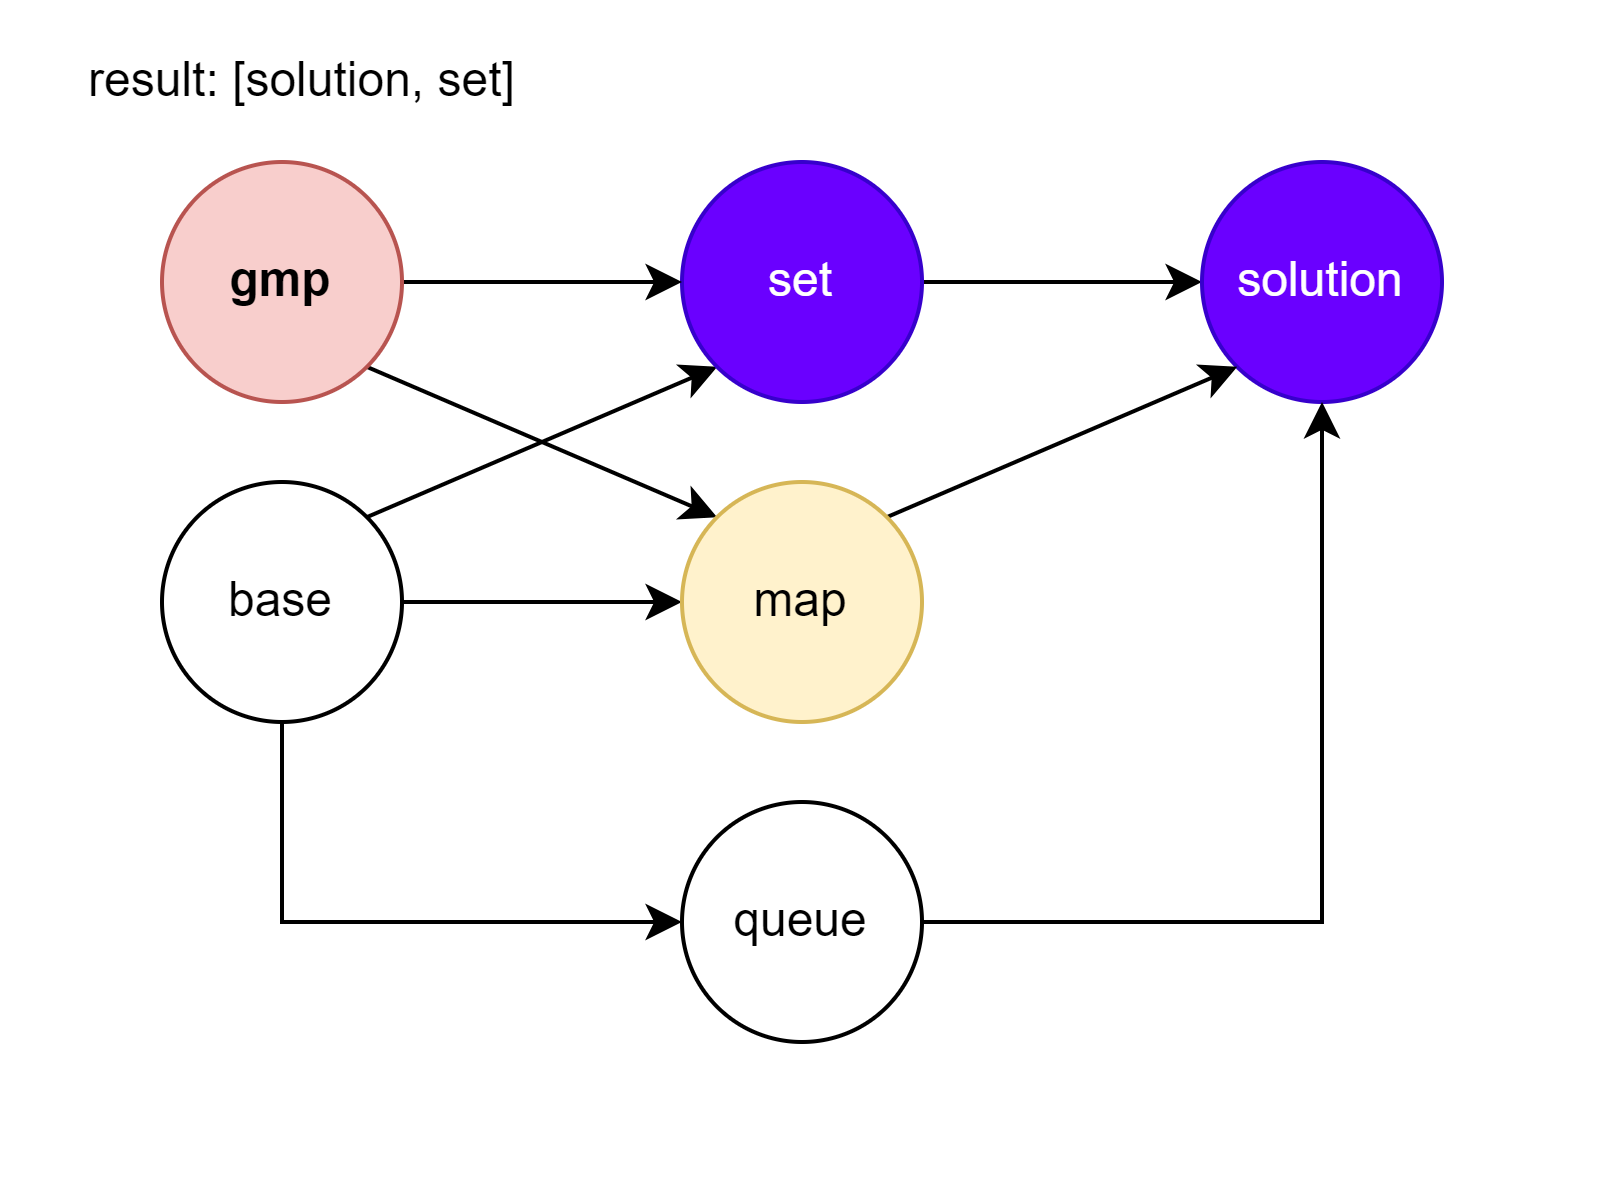 result: [solution, set]
gmp
set
solution
base
map
queue